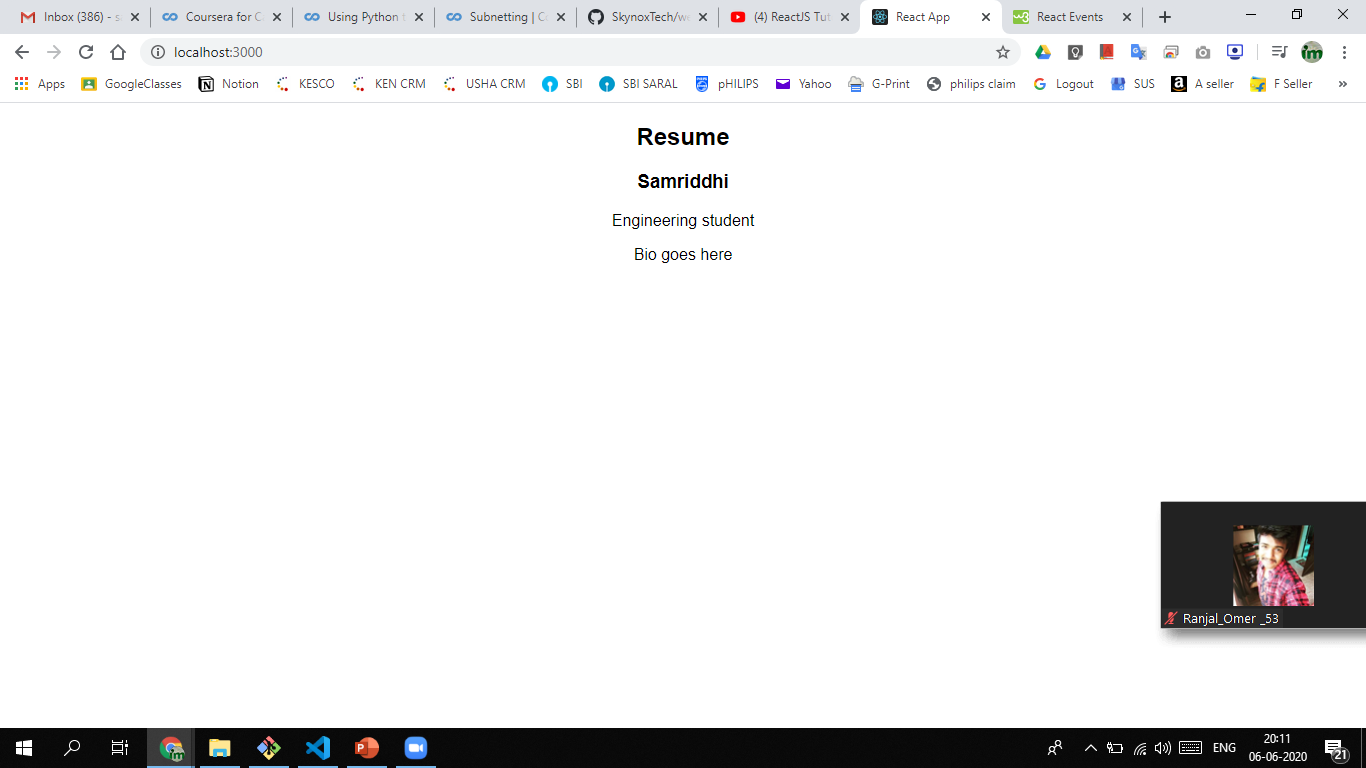 Inbox (386) - s
Coursera for C
Using Python t
Subnetting | C
SkynoxTech/we
(4) ReactJS Tut
React App
React Events
localhost:3000
Apps
GoogleClasses
Notion
KESCO
KEN CRM
USHA CRM
SBI
SBI SARAL
pHILIPS
Yahoo
G-Print
philips claim
Logout
SUS
A seller
F Seller
»
Resume
Samriddhi
Engineering student
Bio goes here
Ranjal_Omer _53
ENG
20:11
06-06-2020
21